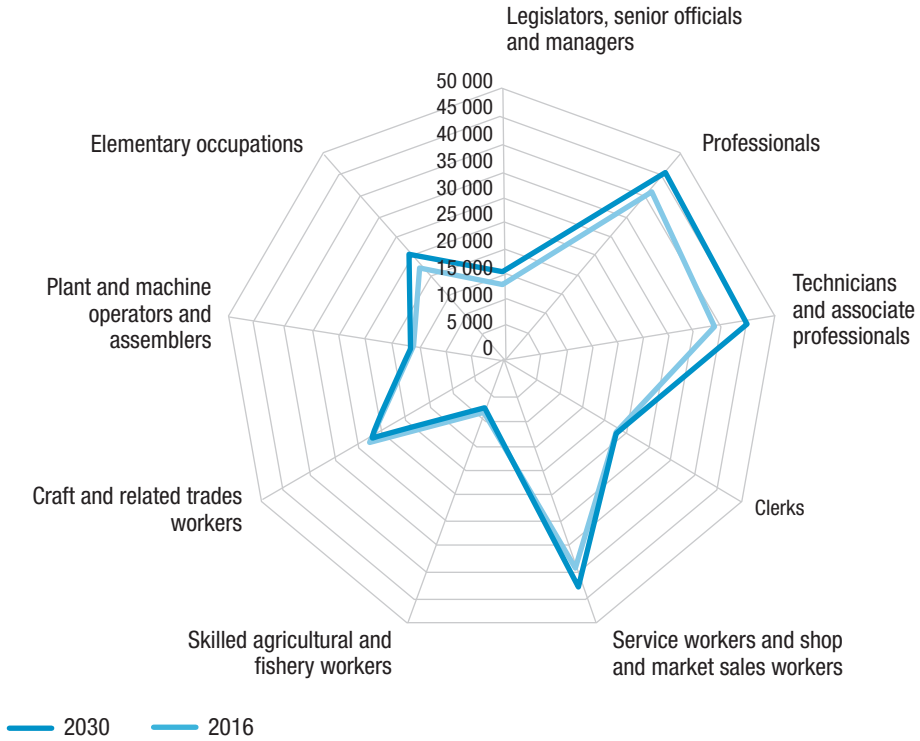 Legislators, senior officials
and managers
50 000
45 000
40 000
35 000
30 000
25 000
20 000
15 000
10 000
5 000
0
Professionals
Technicians
and associate
professionals
Clerks
Service workers and shop
and market sales workers
Skilled agricultural and
fishery workers
Craft and related trades
workers
Plant and machine
operators and
assemblers
Elementary occupations
2030
2016